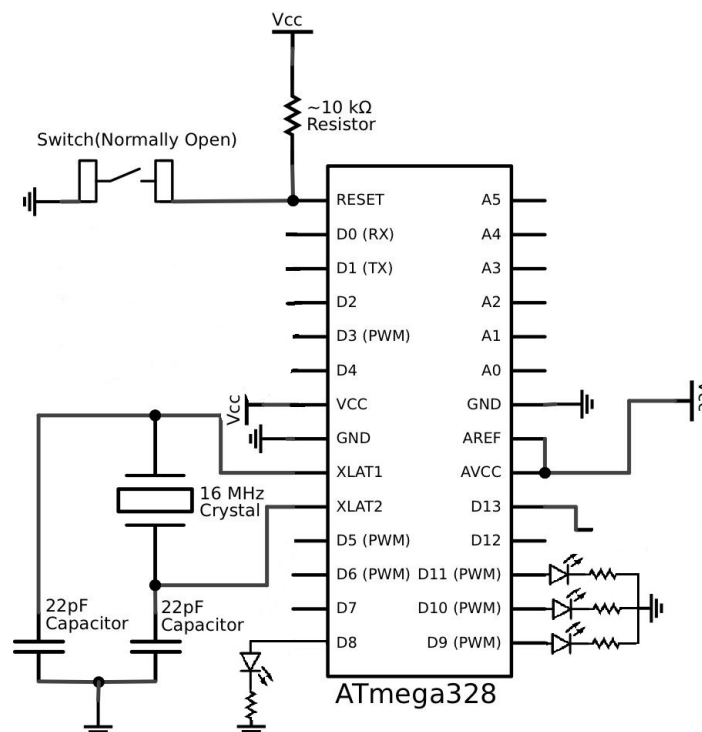 Vcc
~10 kΩ
Resistor
Switch(Normally Open)
RESET
D0 (RX)
D1 (TX)
D2
D3 (PWM)
D4
VCC
GND
XLAT1
XLAT2
D5 (PWM)
D6 (PWM)
D7
D8
A5
A4
A3
A2
A1
A0
GND
AREF
AVCC
D13
D12
D11 (PWM)
D10 (PWM)
D9 (PWM)
Vcc
16 MHz
Crystal
22pF
Capacitor
22pF
Capacitor
ATmega328